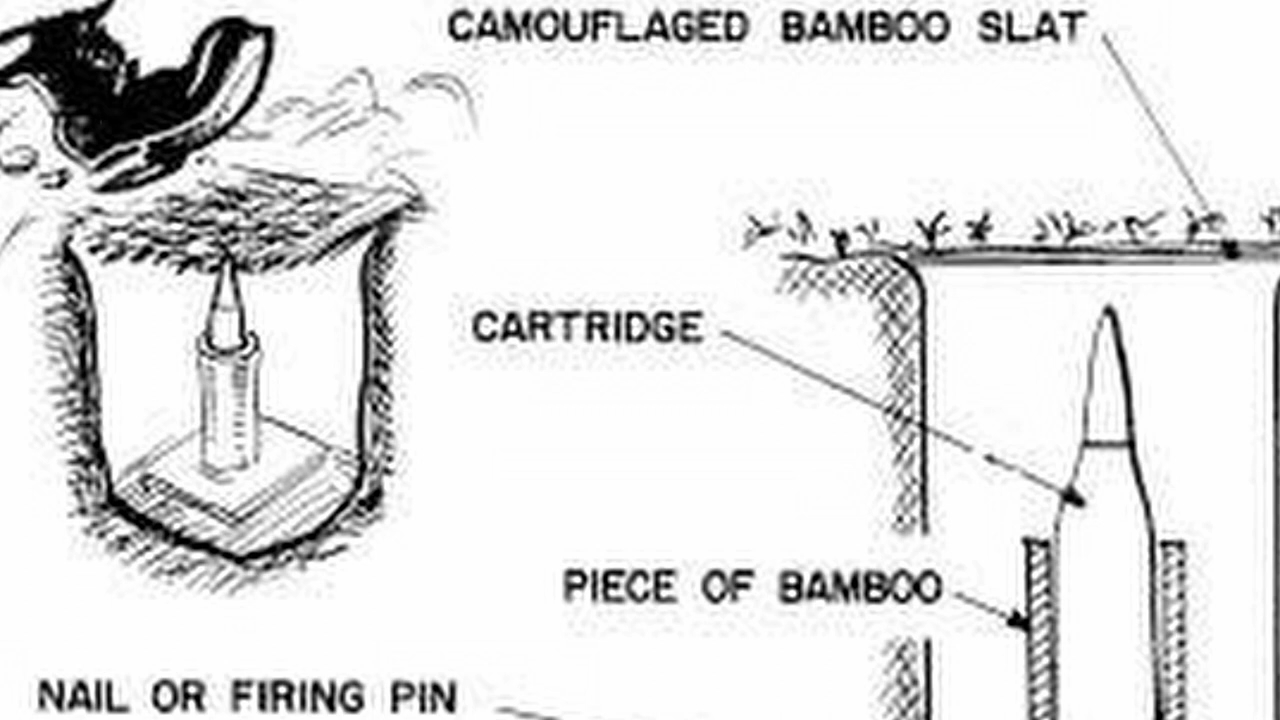 CAMOUFLAGED BAMBOO SLAT
CARTRIDGE
PIECE OF BAMBOO
NAIL OR FIRING PIN